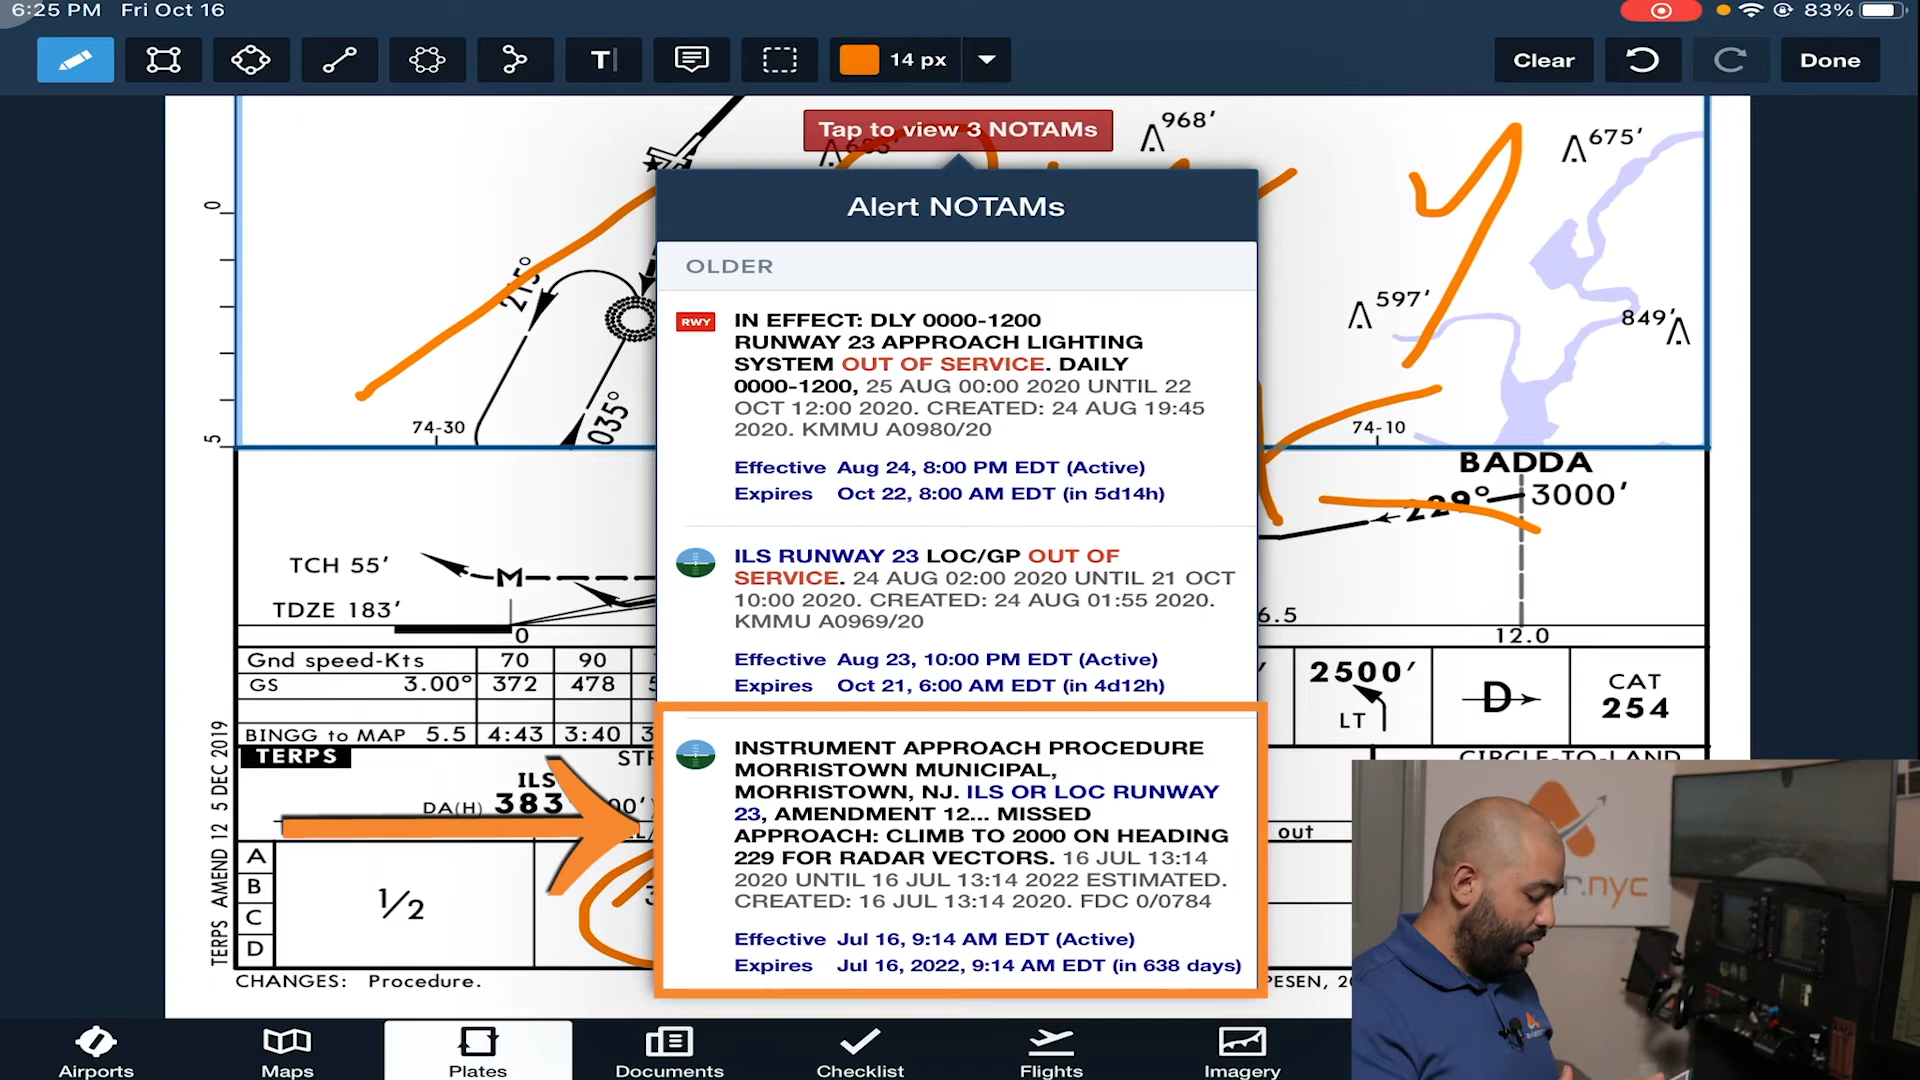 6:25 PM Fri Oct 16
83%
T
14 px
Clear
Done
Tap to view 3 NOTAMs
968'
675'
597'
849'
0
5
215°
035°
74-30
74-10
Alert NOTAMs
OLDER
RWY
IN EFFECT: DLY 0000-1200
RUNWAY 23 APPROACH LIGHTING
SYSTEM OUT OF SERVICE. DAILY
0000-1200, 25 AUG 00:00 2020 UNTIL 22
OCT 12:00 2020. CREATED: 24 AUG 19:45
2020. KMMU A0980/20
Effective Aug 24, 8:00 PM EDT (Active)
Expires Oct 22, 8:00 AM EDT (in 5d14h)
ILS RUNWAY 23 LOC/GP OUT OF
SERVICE. 24 AUG 02:00 2020 UNTIL 21 OCT
10:00 2020. CREATED: 24 AUG 01:55 2020.
KMMU A0969/20
Effective Aug 23, 10:00 PM EDT (Active)
Expires Oct 21, 6:00 AM EDT (in 4d12h)
INSTRUMENT APPROACH PROCEDURE
MORRISTOWN MUNICIPAL,
MORRISTOWN, NJ. ILS OR LOC RUNWAY
23, AMENDMENT 12... MISSED
APPROACH: CLIMB TO 2000 ON HEADING
229 FOR RADAR VECTORS. 16 JUL 13:14
2020 UNTIL 16 JUL 13:14 2022 ESTIMATED.
CREATED: 16 JUL 13:14 2020. FDC 0/0784
Effective Jul 16, 9:14 AM EDT (Active)
Expires Jul 16, 2022, 9:14 AM EDT (in 638 days)
BADDA
229° 3000'
6.5
12.0
TCH 55'
M
TDZE 183'
0
Gnd speed-Kts 70 90
GS 3.00° 372 478
BINGG to MAP 5.5 4:43 3:40
2500'
LT
D
CAT
254
TERPS
CIRCLE-TO-LAND
ILS
DA(H) 383'
out
A
B
C
D
1/2
TERPS AMEND 12 5 DEC 2019
CHANGES: Procedure.
r.nyc
Airports
Maps
Plates
Documents
Checklist
Flights
Imagery